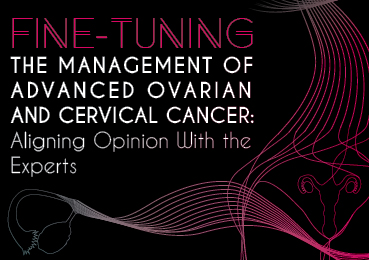 FINE-TUNING
THE MANAGEMENT OF
ADVANCED OVARIAN
AND CERVICAL CANCER:
Aligning Opinion With the
Experts